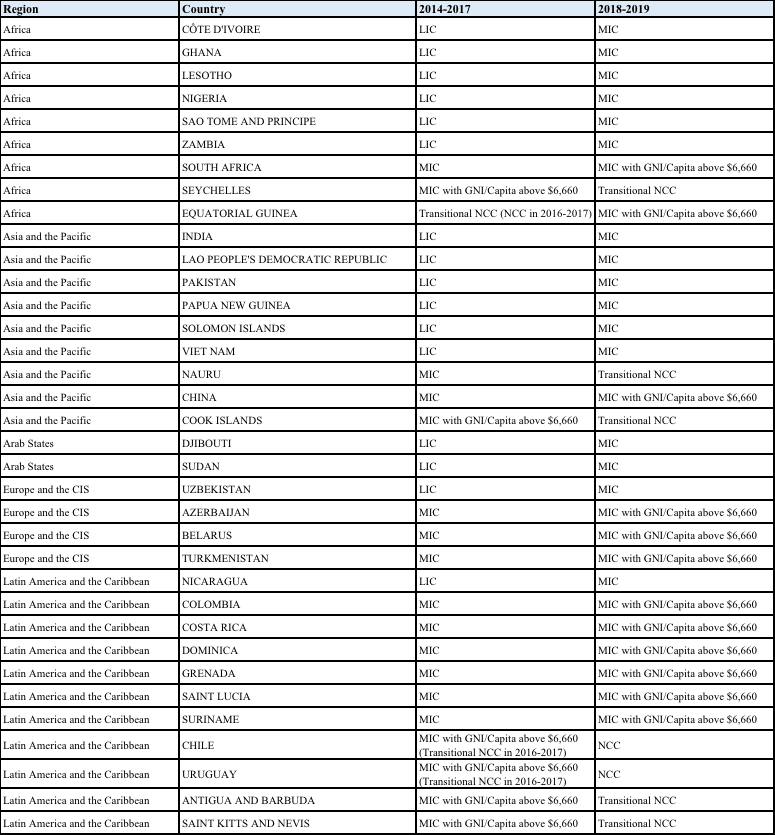 Region Country 2014-2017 2018-2019
Africa CÔTE D'IVOIRE LIC MIC
Africa GHANA LIC MIC
Africa LESOTHO LIC MIC
Africa NIGERIA LIC MIC
Africa SAO TOME AND PRINCIPE LIC MIC
Africa ZAMBIA LIC MIC
Africa SOUTH AFRICA MIC MIC with GNI/Capita above $6,660
Africa SEYCHELLES MIC with GNI/Capita above $6,660 Transitional NCC
Africa EQUATORIAL GUINEA Transitional NCC (NCC in 2016-2017) MIC with GNI/Capita above $6,660
Asia and the Pacific INDIA LIC MIC
Asia and the Pacific LAO PEOPLE'S DEMOCRATIC REPUBLIC LIC MIC
Asia and the Pacific PAKISTAN LIC MIC
Asia and the Pacific PAPUA NEW GUINEA LIC MIC
Asia and the Pacific SOLOMON ISLANDS LIC MIC
Asia and the Pacific VIET NAM LIC MIC
Asia and the Pacific NAURU MIC Transitional NCC
Asia and the Pacific CHINA MIC MIC with GNI/Capita above $6,660
Asia and the Pacific COOK ISLANDS MIC with GNI/Capita above $6,660 Transitional NCC
Arab States DJIBOUTI LIC MIC
Arab States SUDAN LIC MIC
Europe and the CIS UZBEKISTAN LIC MIC
Europe and the CIS AZERBAIJAN MIC MIC with GNI/Capita above $6,660
Europe and the CIS BELARUS MIC MIC with GNI/Capita above $6,660
Europe and the CIS TURKMENISTAN MIC MIC with GNI/Capita above $6,660
Latin America and the Caribbean NICARAGUA LIC MIC
Latin America and the Caribbean COLOMBIA MIC MIC with GNI/Capita above $6,660
Latin America and the Caribbean COSTA RICA MIC MIC with GNI/Capita above $6,660
Latin America and the Caribbean DOMINICA MIC MIC with GNI/Capita above $6,660
Latin America and the Caribbean GRENADA MIC MIC with GNI/Capita above $6,660
Latin America and the Caribbean SAINT LUCIA MIC MIC with GNI/Capita above $6,660
Latin America and the Caribbean SURINAME MIC MIC with GNI/Capita above $6,660
Latin America and the Caribbean CHILE MIC with GNI/Capita above $6,660
(Transitional NCC in 2016-2017) NCC
Latin America and the Caribbean URUGUAY MIC with GNI/Capita above $6,660
(Transitional NCC in 2016-2017) NCC
Latin America and the Caribbean ANTIGUA AND BARBUDA MIC with GNI/Capita above $6,660 Transitional NCC
Latin America and the Caribbean SAINT KITTS AND NEVIS MIC with GNI/Capita above $6,660 Transitional NCC